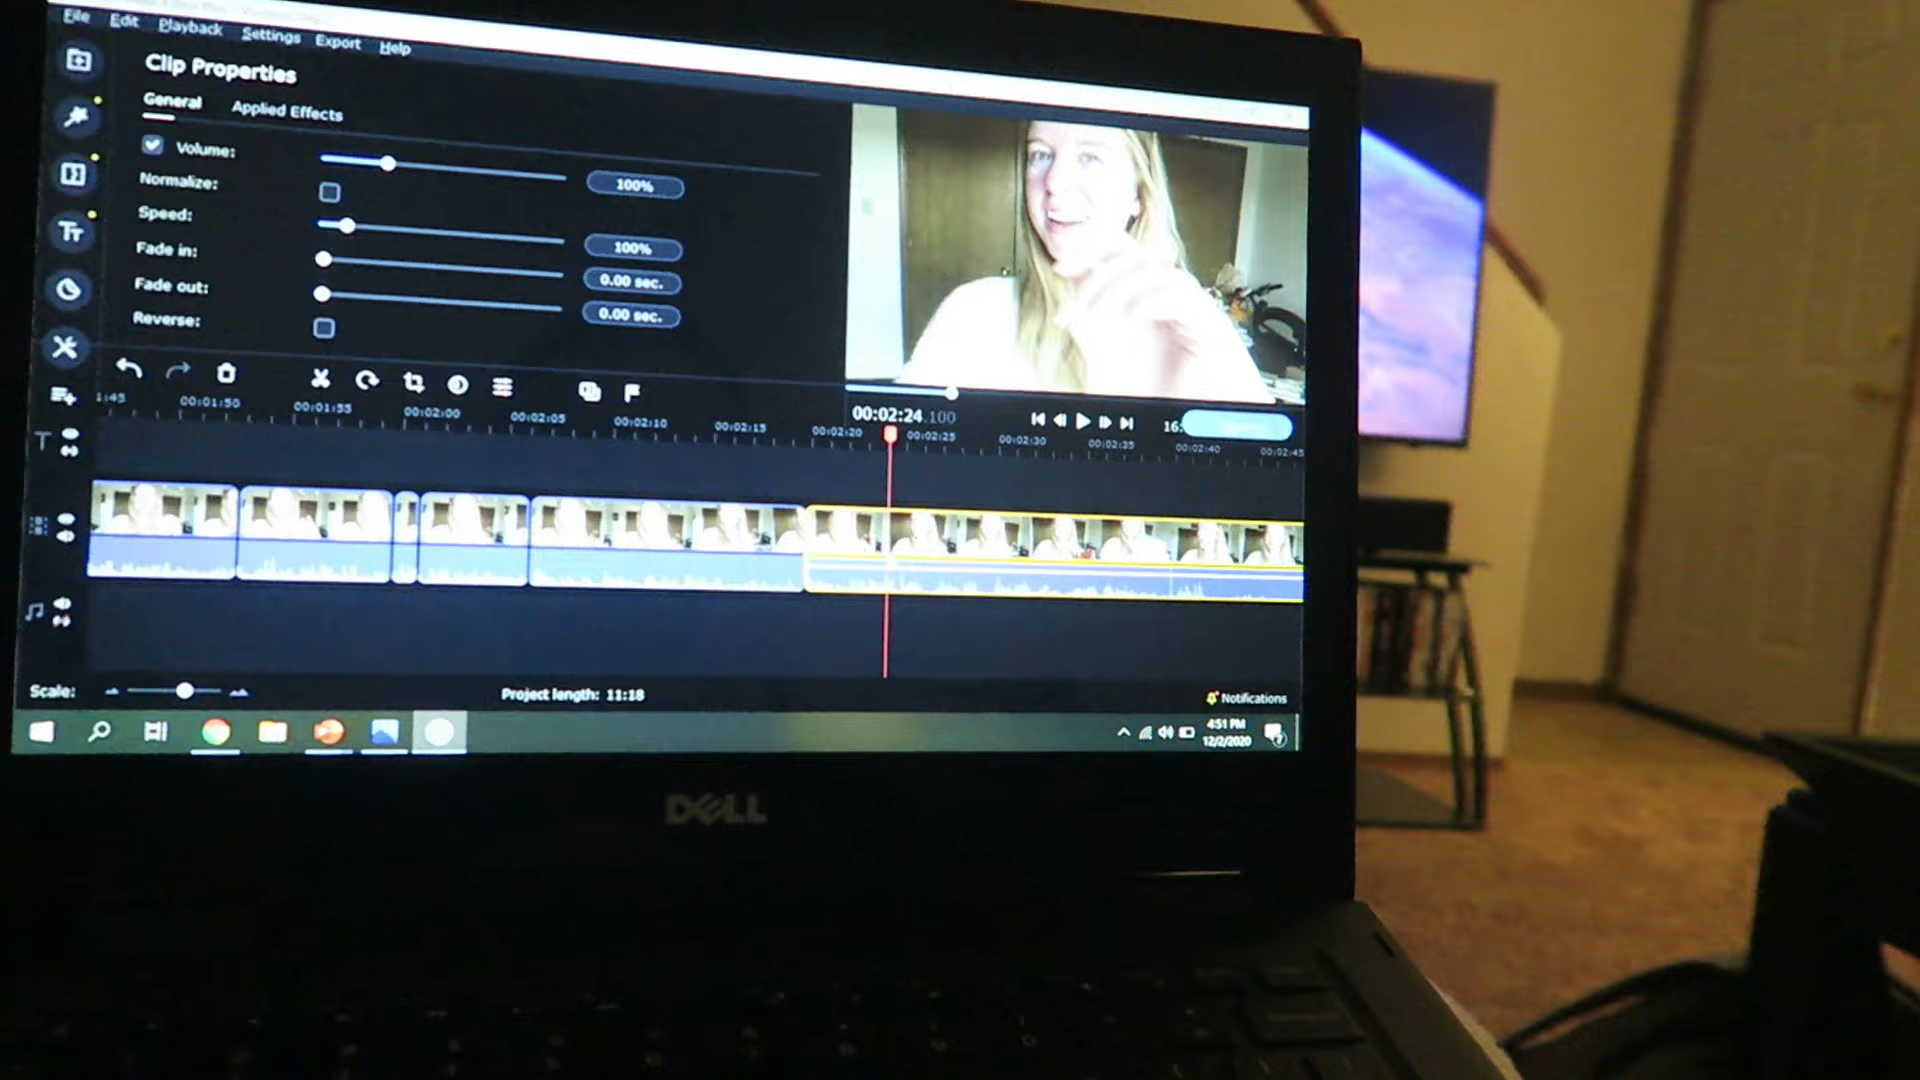 File Edit Playback Settings Export Help
Clip Properties
General Applied Effects
Volume: 100%
Normalize:
Speed: 100%
Fade in: 0.00 sec.
Fade out: 0.00 sec.
Reverse:
00:02:24.100
16:
1:45 00:01:50 00:01:55 00:02:00 00:02:05 00:02:10 00:02:15 00:02:20 00:02:25 00:02:30 00:02:35 00:02:40 00:02:45
Scale: Project length: 11:18 Notifications
4:51 PM
12/2/2020
DELL